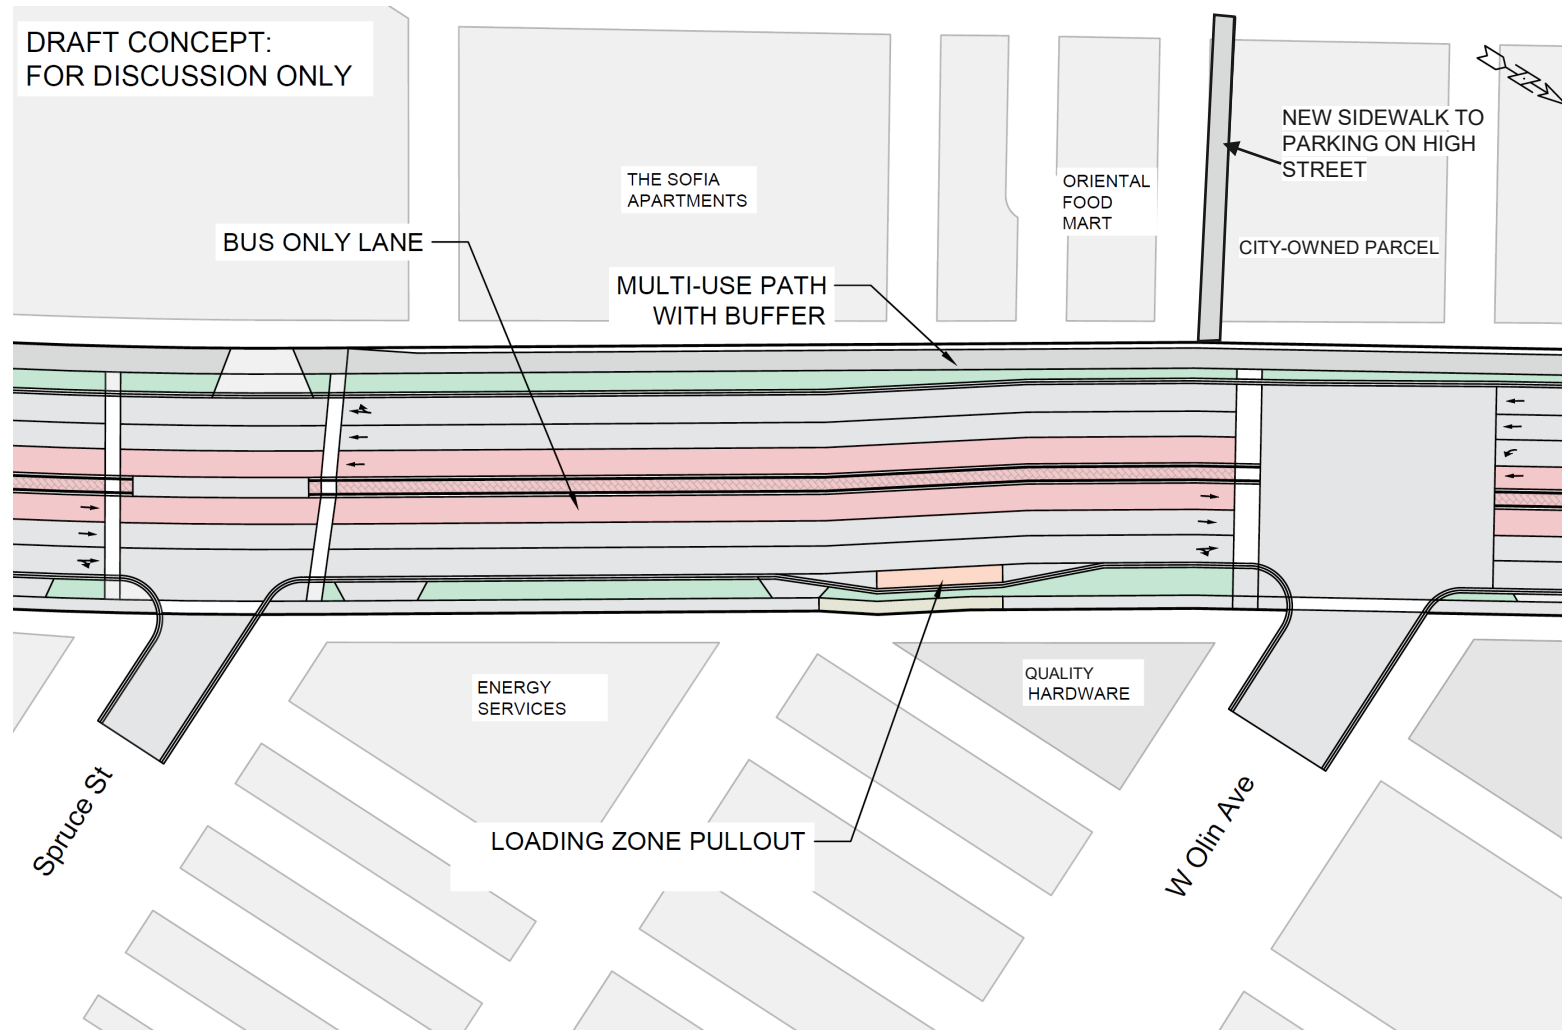 DRAFT CONCEPT:
FOR DISCUSSION ONLY
NEW SIDEWALK TO
PARKING ON HIGH
STREET
THE SOFIA
APARTMENTS
ORIENTAL
FOOD
MART
BUS ONLY LANE
CITY-OWNED PARCEL
MULTI-USE PATH
WITH BUFFER
ENERGY
SERVICES
QUALITY
HARDWARE
LOADING ZONE PULLOUT
Spruce St
W Olin Ave